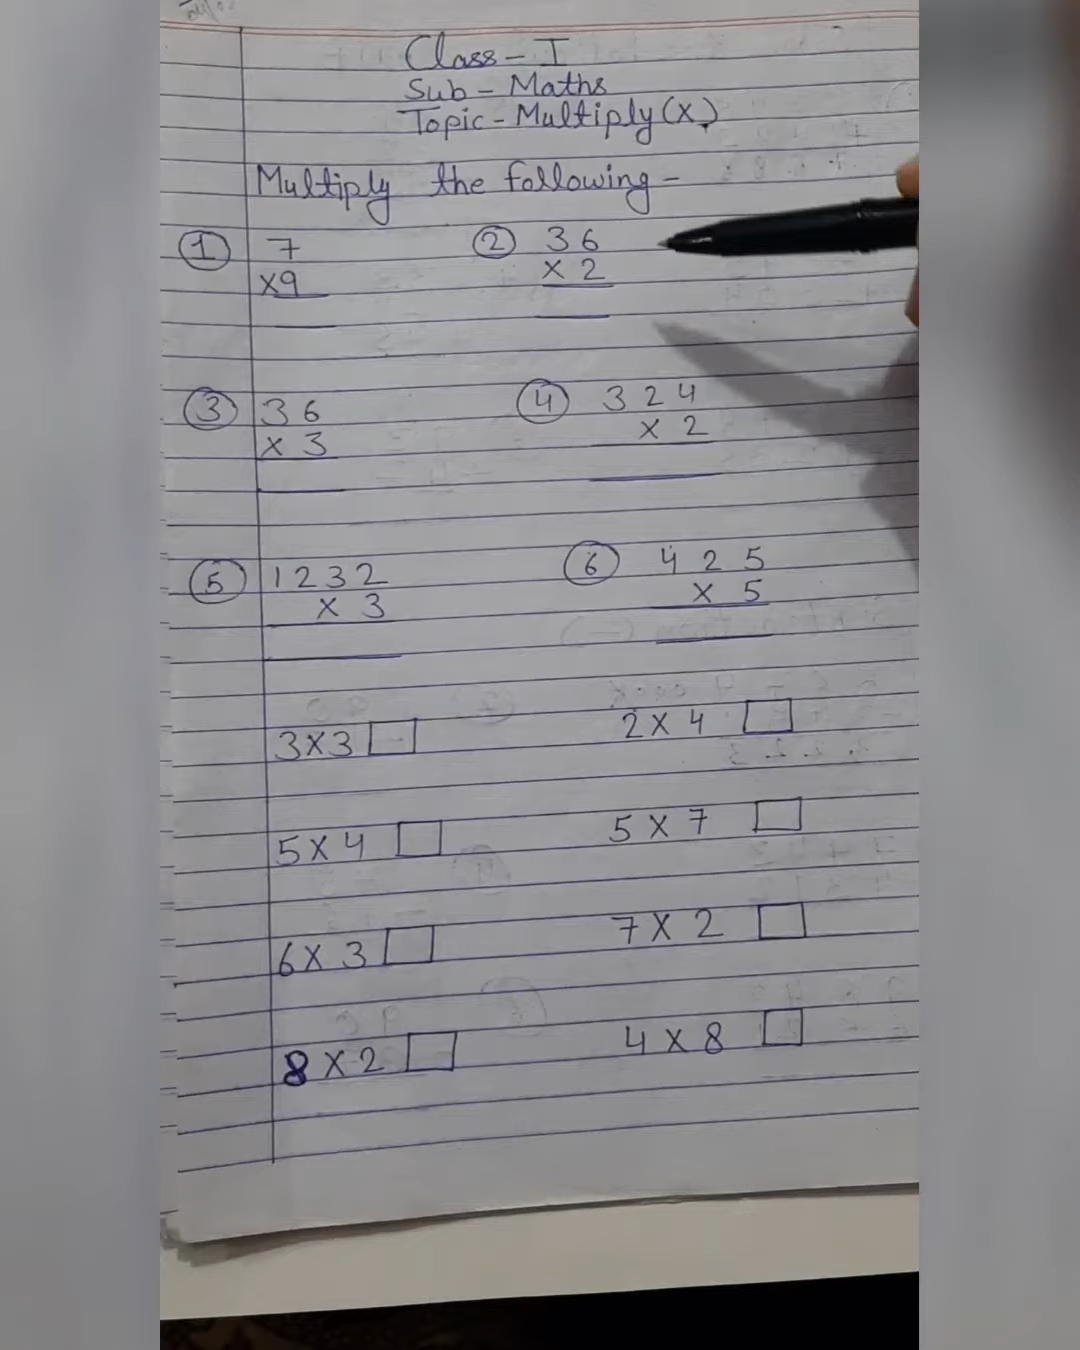 Class - I
Sub - Maths
Topic - Multiply (x)
Multiply the following -
① 7 ② 36
x9 x 2
③ 36 ④ 324
x 3 x 2
⑤ 1232 ⑥ 425
x 3 x 5
3x3 2x4
5x4 5x7
6x3 7x2
8x2 4x8